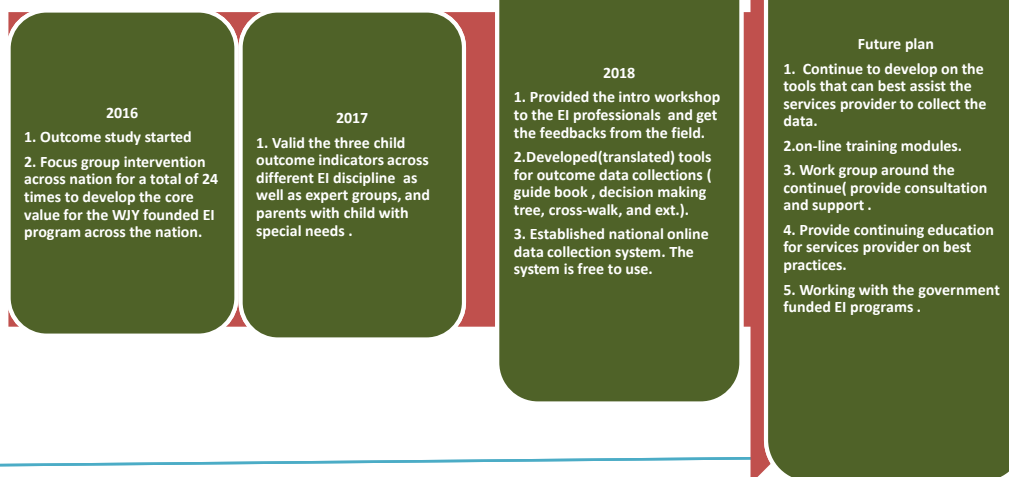 2016
1. Outcome study started
2. Focus group intervention
across nation for a total of 24
times to develop the core
value for the WJY founded EI
program across the nation.
2017
1. Valid the three child
outcome indicators across
different EI discipline as
well as expert groups, and
parents with child with
special needs .
2018
1. Provided the intro workshop
to the EI professionals and get
the feedbacks from the field.
2.Developed(translated) tools
for outcome data collections (
guide book , decision making
tree, cross-walk, and ext.).
3. Established national online
data collection system. The
system is free to use.
Future plan
1. Continue to develop on the
tools that can best assist the
services provider to collect the
data.
2.on-line training modules.
3. Work group around the
continue( provide consultation
and support .
4. Provide continuing education
for services provider on best
practices.
5. Working with the government
funded EI programs .